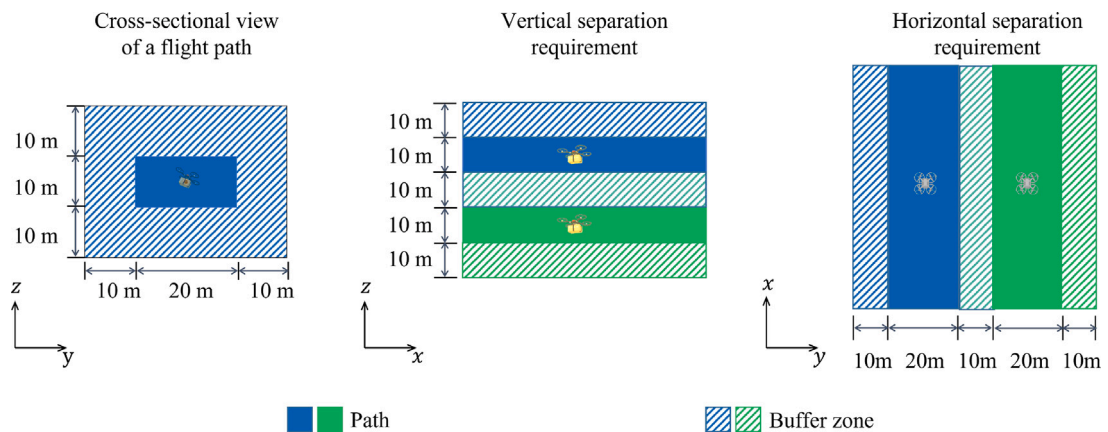 Cross-sectional view
of a flight path
10 m
10 m
10 m
10 m
20 m
10 m
z
y
Vertical separation
requirement
10 m
10 m
10 m
10 m
10 m
z
x
Horizontal separation
requirement
x
y
10m
20m
10m
20m
10m
Path
Buffer zone